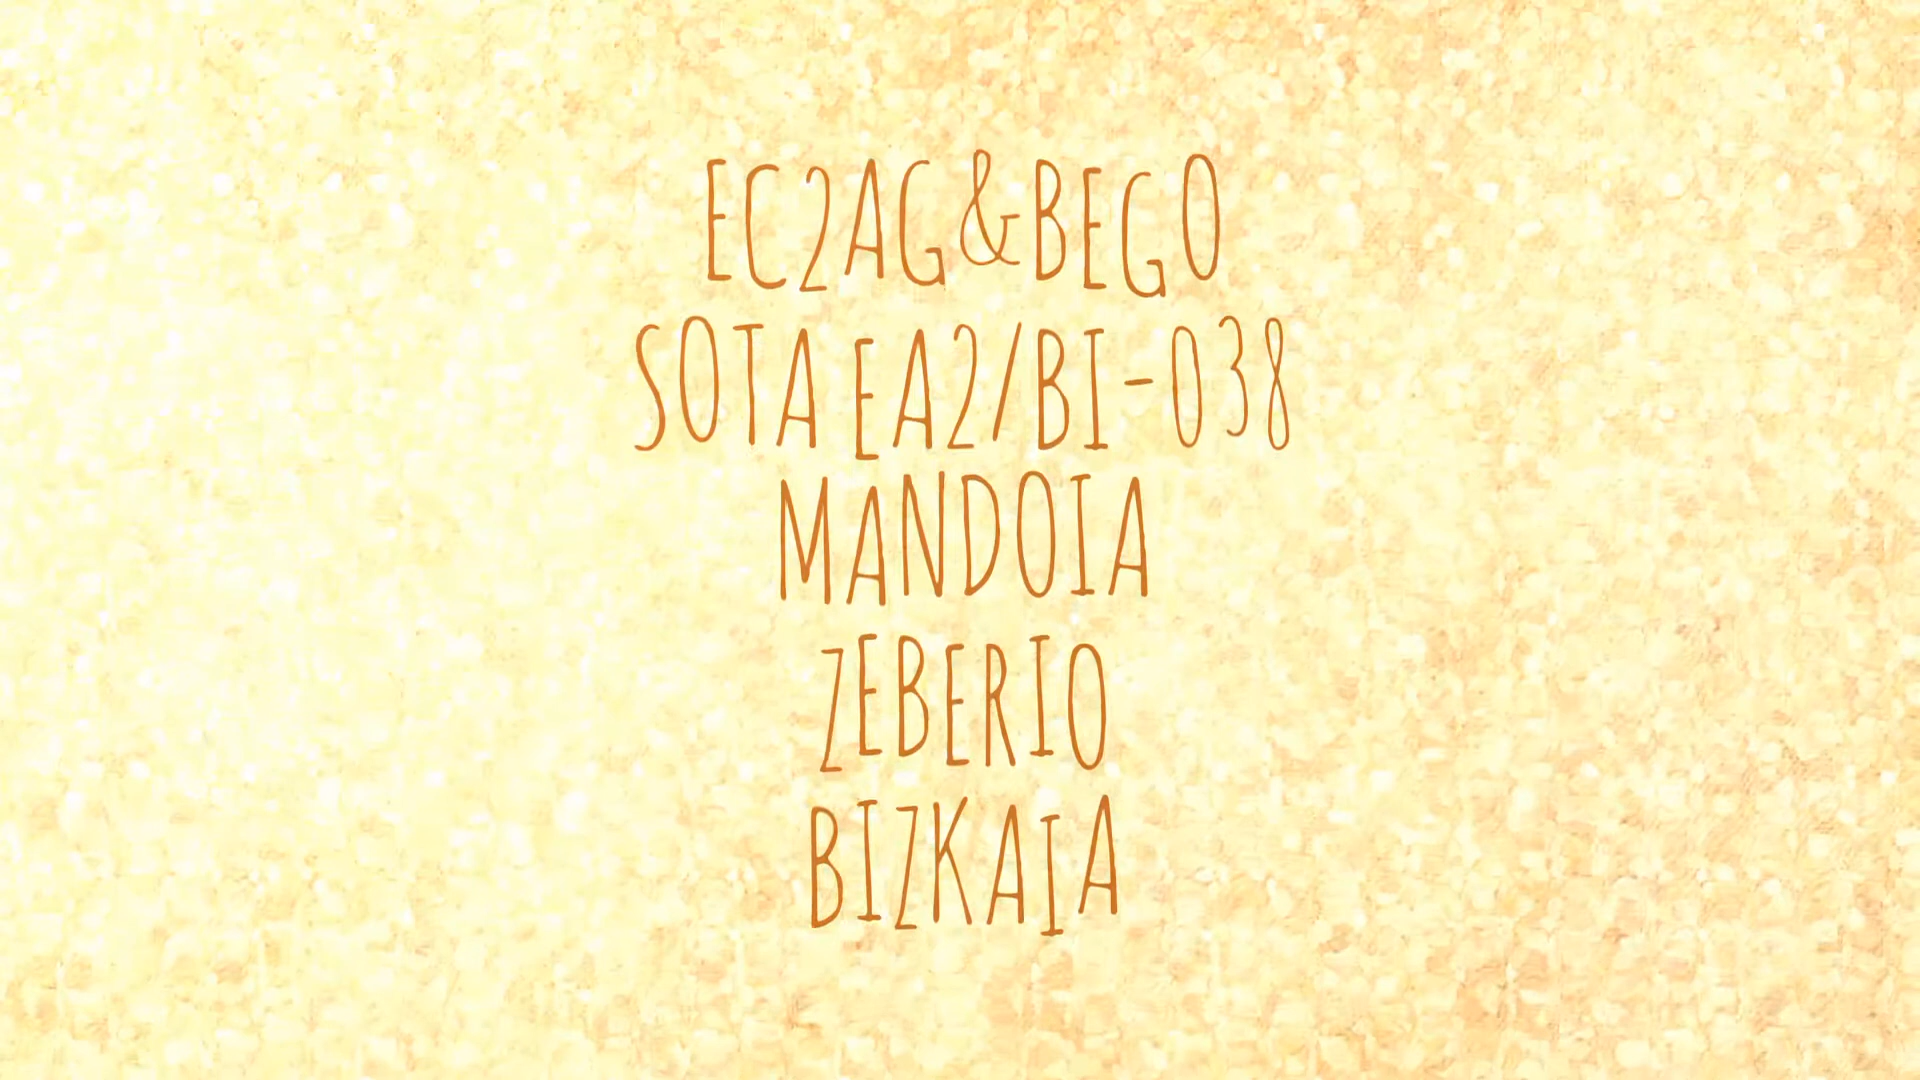 EC2AG&BEGO
SOTA EA2/BI-038
MANDOIA
ZEBERIO
BIZKAIA